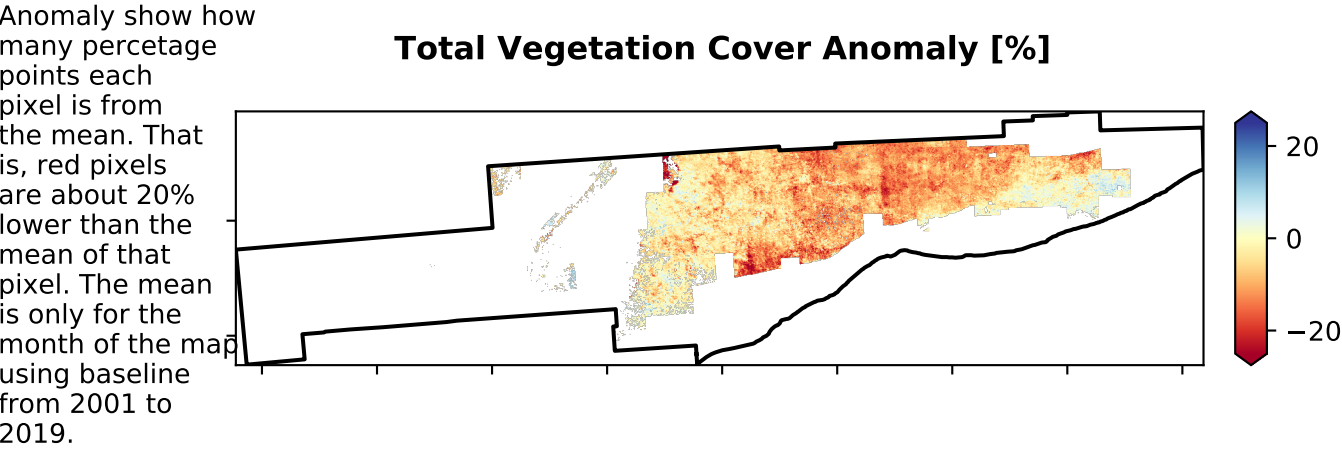 Anomaly show how
many percetage
points each
pixel is from
the mean. That
is, red pixels
are about 20%
lower than the
mean of that
pixel. The mean
is only for the
month of the map
using baseline
from 2001 to
2019.
Total Vegetation Cover Anomaly [%]
20
0
−20